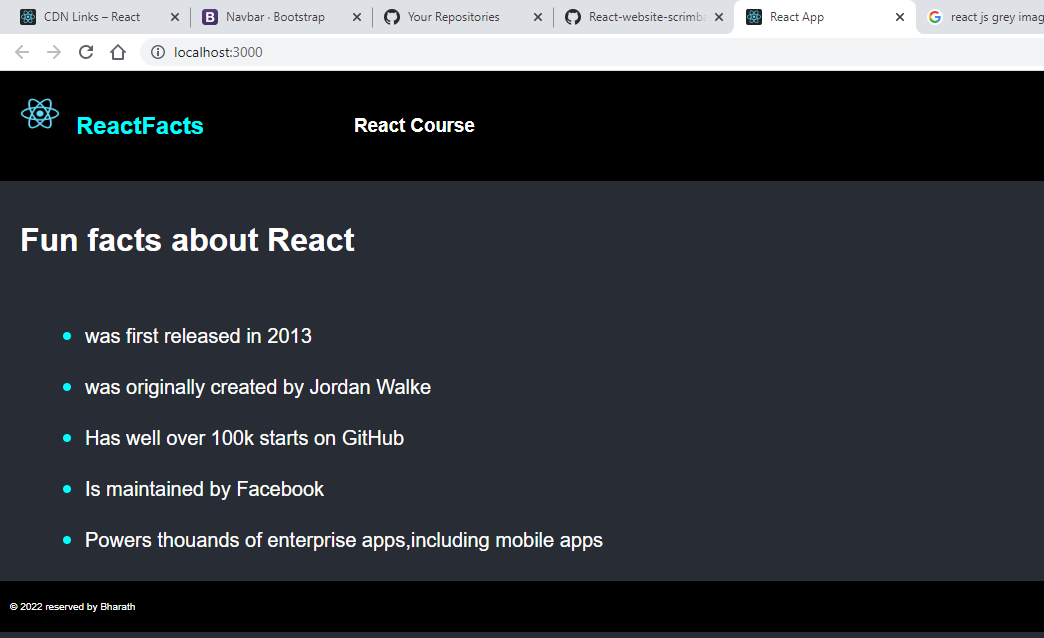 CDN Links – React
Navbar · Bootstrap
Your Repositories
React-website-scrimba
React App
react js grey imag
localhost:3000
ReactFacts
React Course
Fun facts about React
was first released in 2013
was originally created by Jordan Walke
Has well over 100k starts on GitHub
Is maintained by Facebook
Powers thouands of enterprise apps,including mobile apps
© 2022 reserved by Bharath